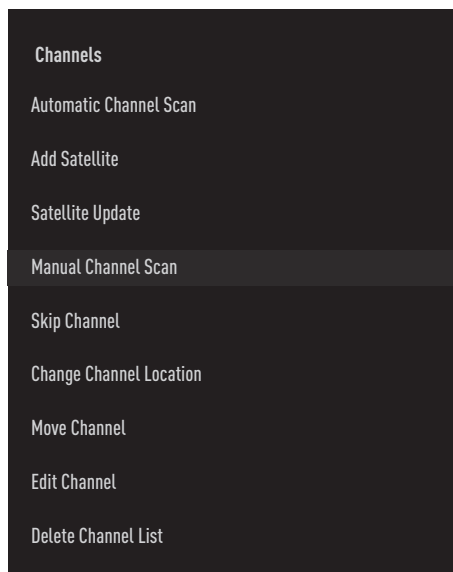 Channels
Automatic Channel Scan
Add Satellite
Satellite Update
Manual Channel Scan
Skip Channel
Change Channel Location
Move Channel
Edit Channel
Delete Channel List